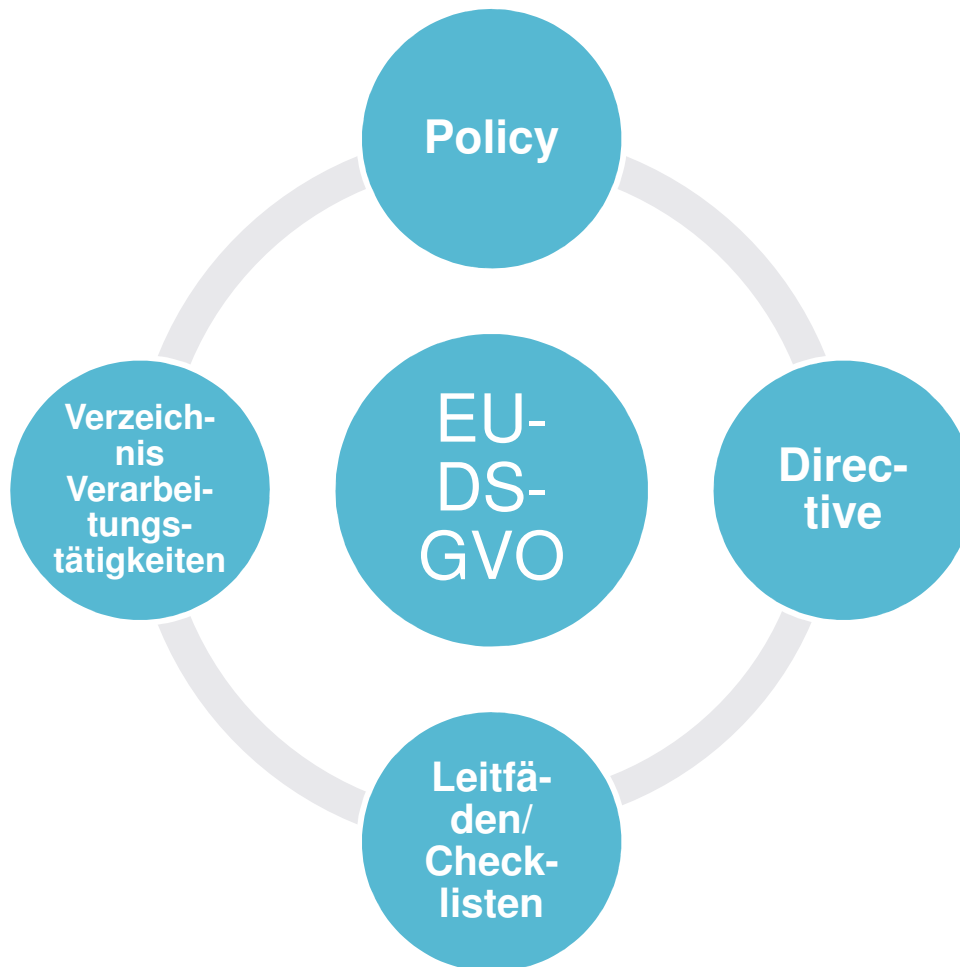 Policy
Verzeich-
nis
Verarbei-
tungs-
tätigkeiten
EU-
DS-
GVO
Direc-
tive
Leitfä-
den/
Check-
listen